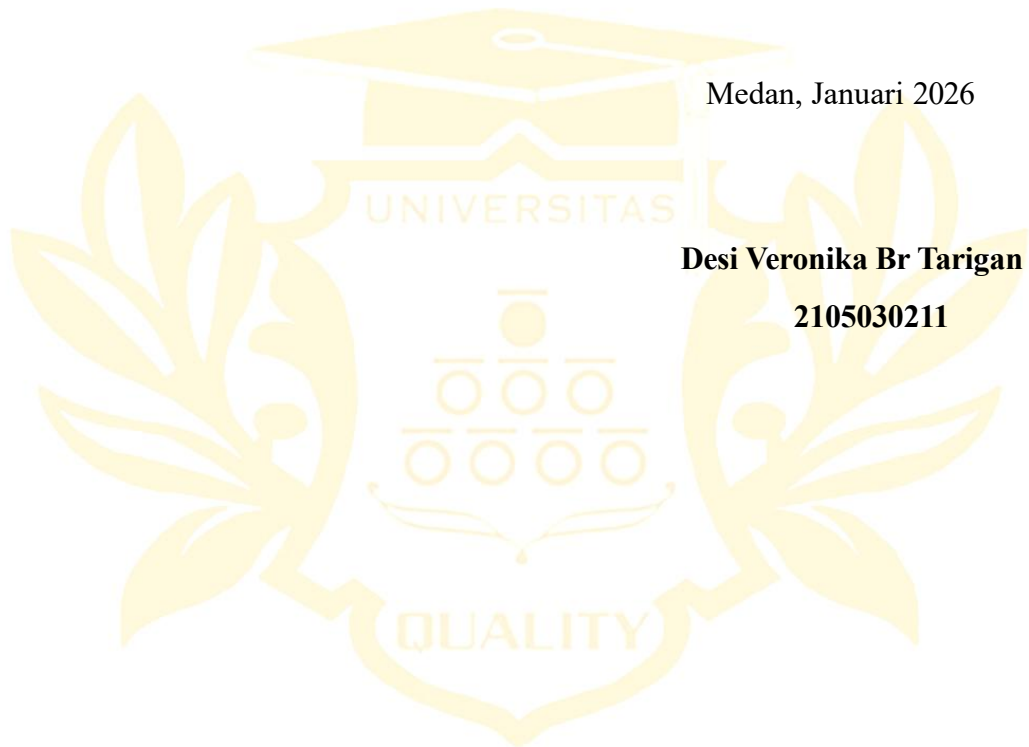 Medan, Januari 2026
UNIVERSITAS
Desi Veronika Br Tarigan
2105030211
QUALITY